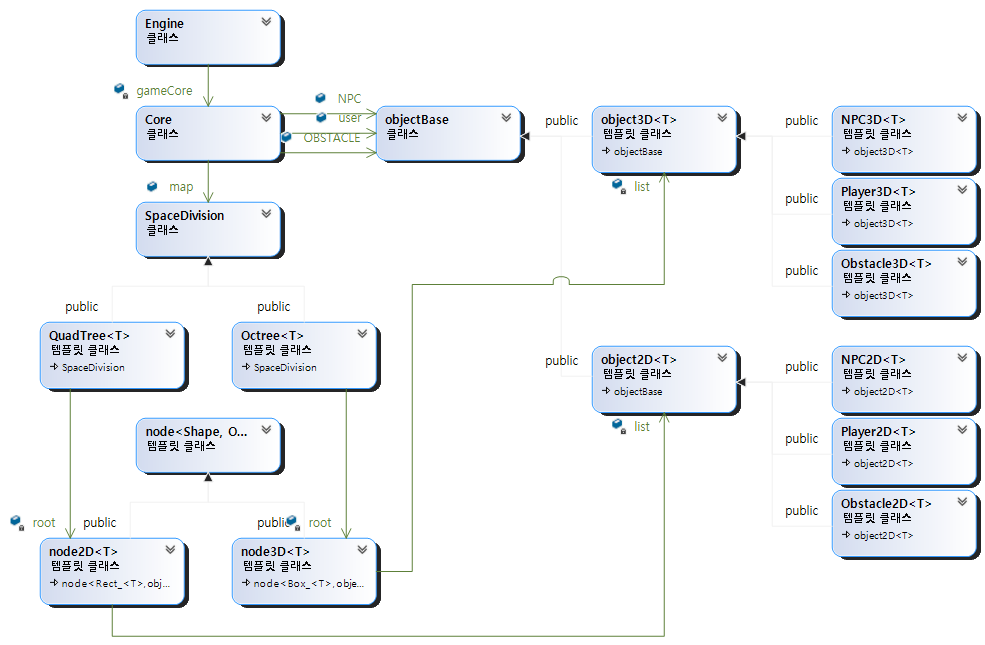 Engine
클래스
gameCore
Core
클래스
NPC
user
OBSTACLE
objectBase
클래스
public
object3D<T>
템플릿 클래스
objectBase
list
public
NPC3D<T>
템플릿 클래스
object3D<T>
public
Player3D<T>
템플릿 클래스
object3D<T>
public
Obstacle3D<T>
템플릿 클래스
object3D<T>
map
SpaceDivision
클래스
public
public
QuadTree<T>
템플릿 클래스
SpaceDivision
Octree<T>
템플릿 클래스
SpaceDivision
public
object2D<T>
템플릿 클래스
objectBase
list
public
NPC2D<T>
템플릿 클래스
object2D<T>
public
Player2D<T>
템플릿 클래스
object2D<T>
public
Obstacle2D<T>
템플릿 클래스
object2D<T>
node<Shape, O...
템플릿 클래스
root
public
public
root
node2D<T>
템플릿 클래스
node<Rect_<T>,obj...
node3D<T>
템플릿 클래스
node<Box_<T>,obje...